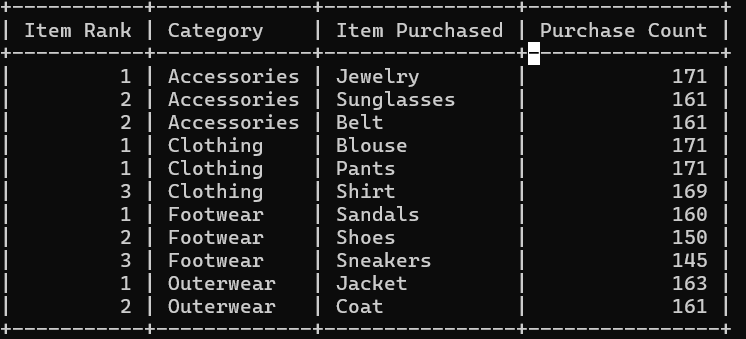 +-----------+-------------+----------------+----------------+
| Item Rank | Category    | Item Purchased | Purchase Count |
+-----------+-------------+----------------+----------------+
|         1 | Accessories | Jewelry        |            171 |
|         2 | Accessories | Sunglasses     |            161 |
|         2 | Accessories | Belt           |            161 |
|         1 | Clothing    | Blouse         |            171 |
|         1 | Clothing    | Pants          |            171 |
|         3 | Clothing    | Shirt          |            169 |
|         1 | Footwear    | Sandals        |            160 |
|         2 | Footwear    | Shoes          |            150 |
|         3 | Footwear    | Sneakers       |            145 |
|         1 | Outerwear   | Jacket         |            163 |
|         2 | Outerwear   | Coat           |            161 |
+-----------+-------------+----------------+----------------+